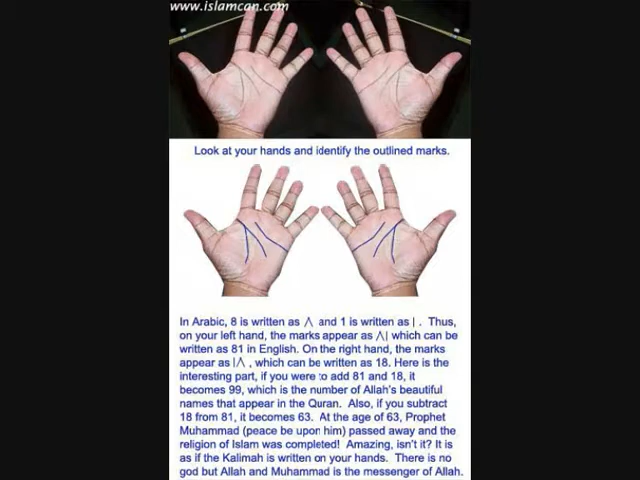 www.islamcan.com
Look at your hands and identify the outlined marks.
In Arabic, 8 is written as ٨ and 1 is written as ١. Thus,
on your left hand, the marks appear as ٨١ which can be
written as 81 in English. On the right hand, the marks
appear as ١٨, which can be written as 18. Here is the
interesting part, if you were to add 81 and 18, it
becomes 99, which is the number of Allah's beautiful
names that appear in the Quran. Also, if you subtract
18 from 81, it becomes 63. At the age of 63, Prophet
Muhammad (peace be upon him) passed away and the
religion of Islam was completed! Amazing, isn't it? It is
as if the Kalimah is written on your hands. There is no
god but Allah and Muhammad is the messenger of Allah.